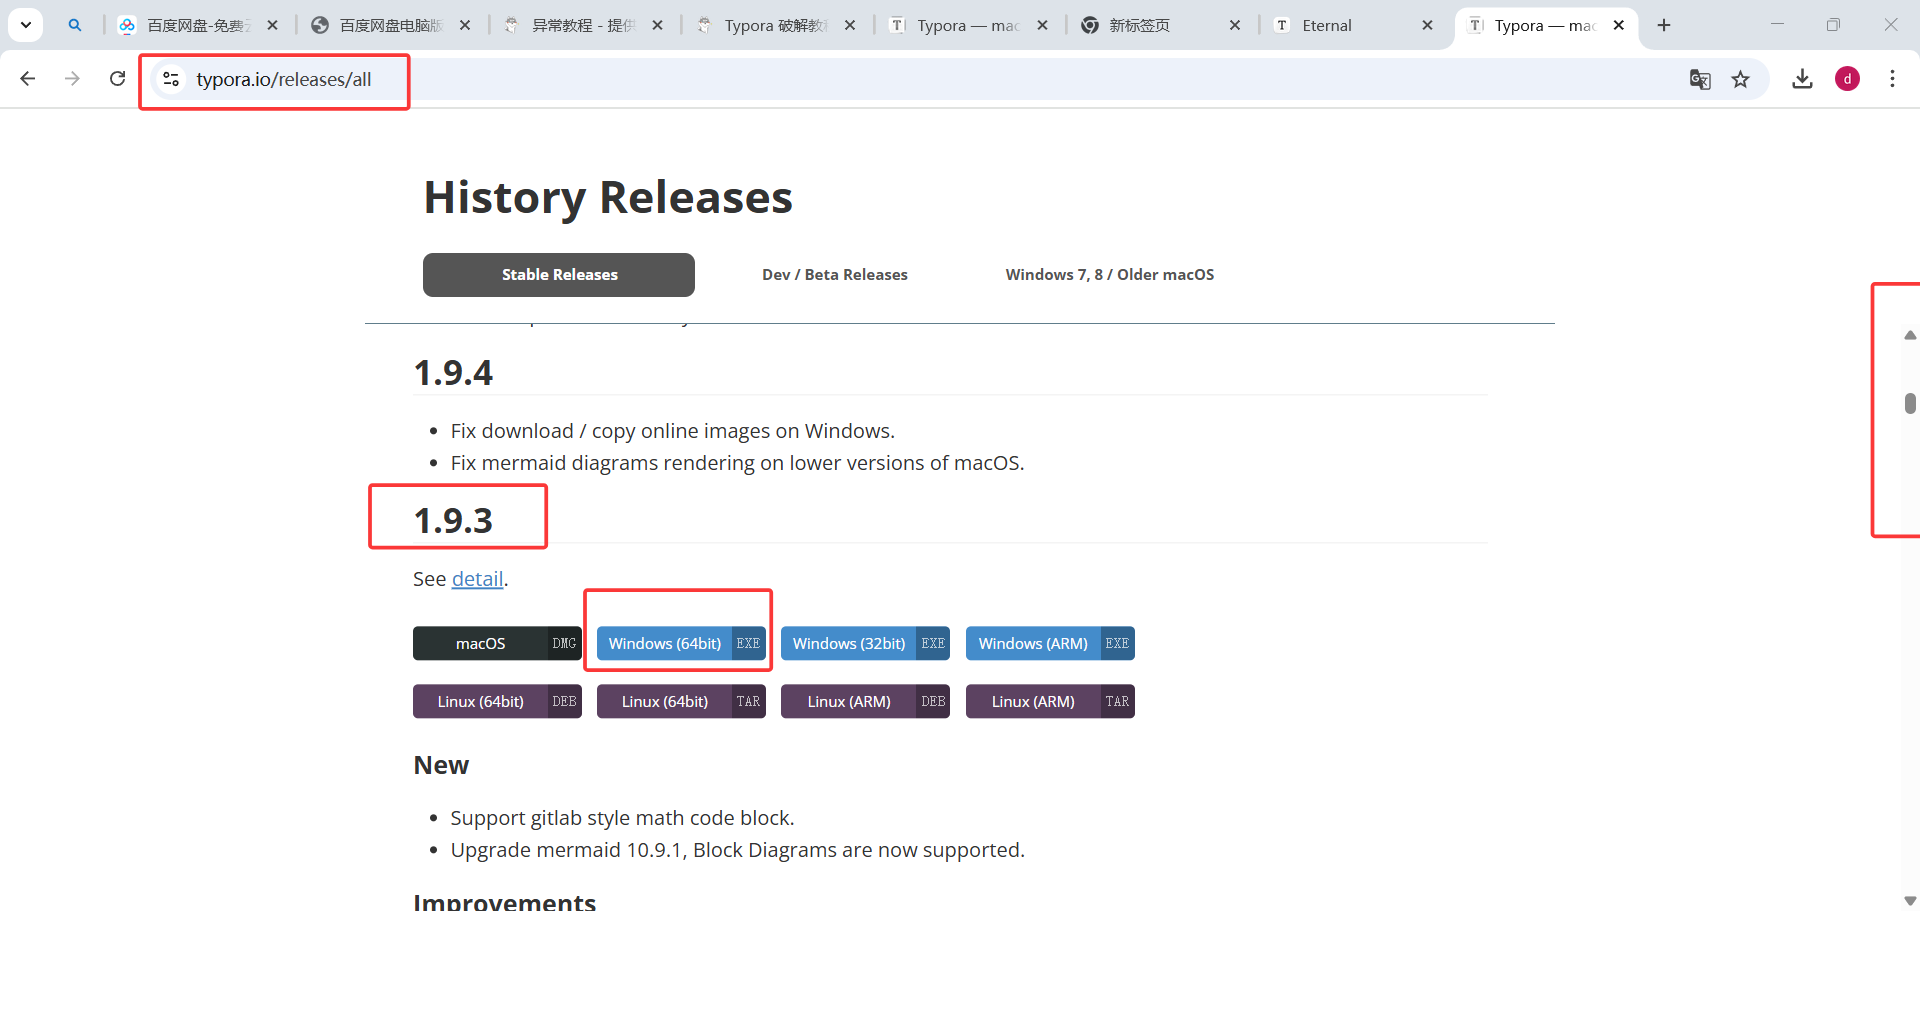 百度网盘-免费
百度网盘电脑版
异常教程 - 提供
Typora 破解教
Typora — mac
新标签页
Eternal
Typora — mac
typora.io/releases/all
d
History Releases
Stable Releases
Dev / Beta Releases
Windows 7, 8 / Older macOS
1.9.4
Fix download / copy online images on Windows.
Fix mermaid diagrams rendering on lower versions of macOS.
1.9.3
See detail.
macOS DMG
Windows (64bit) EXE
Windows (32bit) EXE
Windows (ARM) EXE
Linux (64bit) DEB
Linux (64bit) TAR
Linux (ARM) DEB
Linux (ARM) TAR
New
Support gitlab style math code block.
Upgrade mermaid 10.9.1, Block Diagrams are now supported.
Improvements